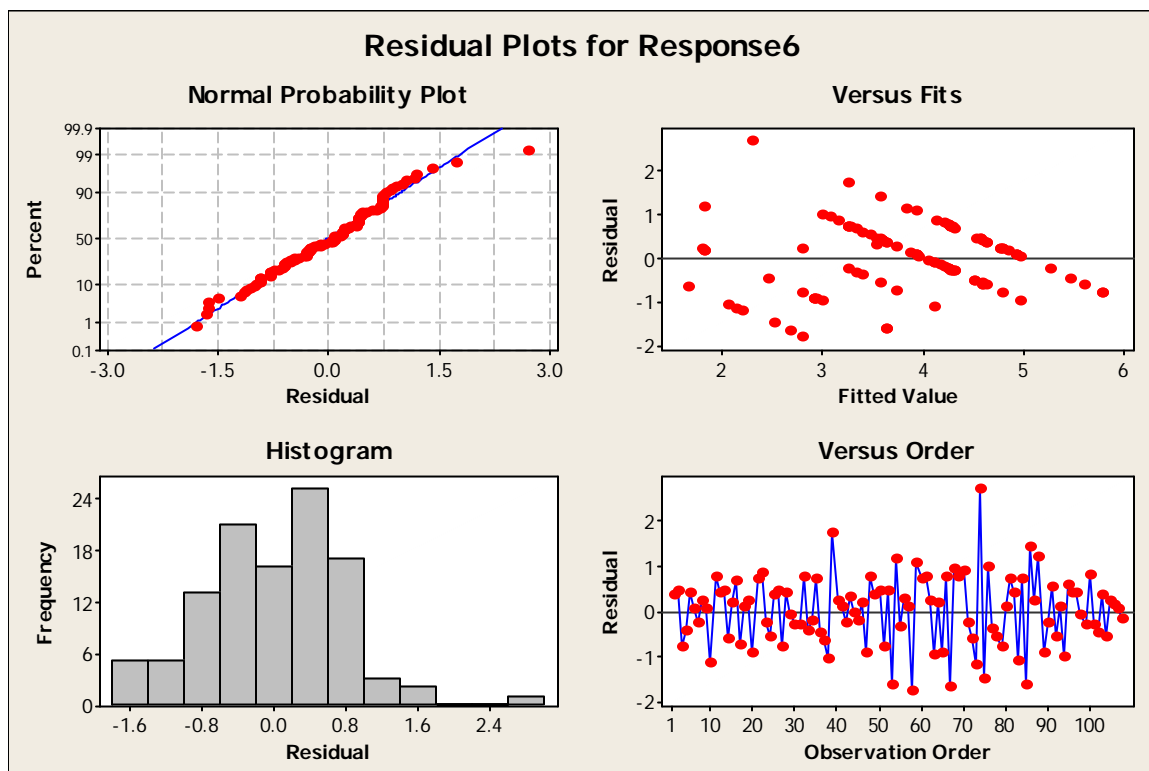 Residual Plots for Response6
Normal Probability Plot
99.9
99
90
50
10
1
0.1
Percent
-3.0 -1.5 0.0 1.5 3.0
Residual
Versus Fits
2
1
0
-1
-2
Residual
2 3 4 5 6
Fitted Value
Histogram
24
18
12
6
0
Frequency
-1.6 -0.8 0.0 0.8 1.6 2.4
Residual
Versus Order
2
1
0
-1
-2
Residual
1 10 20 30 40 50 60 70 80 90 100
Observation Order